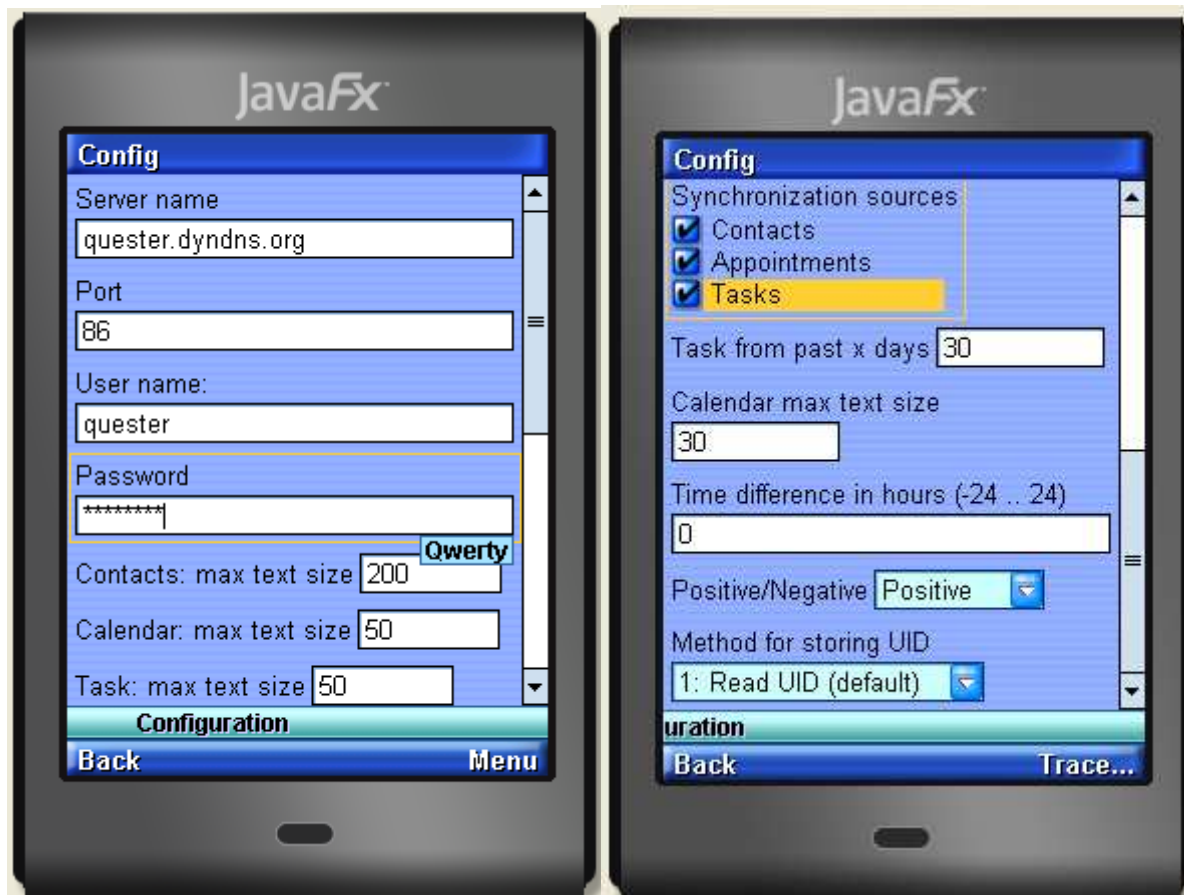 JavaFx
Config
Server name
quester.dyndns.org
Port
86
User name:
quester
Password
********
Qwerty
Contacts: max text size 200
Calendar: max text size 50
Task: max text size 50
Configuration
Back Menu
JavaFx
Config
Synchronization sources
Contacts
Appointments
Tasks
Task from past x days 30
Calendar max text size
30
Time difference in hours (-24 .. 24)
0
Positive/Negative Positive
Method for storing UID
1: Read UID (default)
uration
Back Trace...